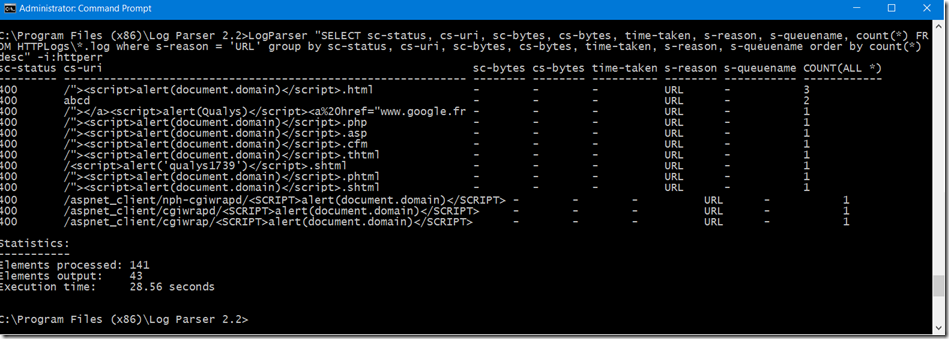 Administrator: Command Prompt
C:\Program Files (x86)\Log Parser 2.2>LogParser "SELECT sc-status, cs-uri, sc-bytes, cs-bytes, time-taken, s-reason, s-queuename, count(*) FR
OM HTTPLogs\*.log where s-reason = 'URL' group by sc-status, cs-uri, sc-bytes, cs-bytes, time-taken, s-reason, s-queuename order by count(*)
desc" -i:httperr
sc-status cs-uri sc-bytes cs-bytes time-taken s-reason s-queuename COUNT(ALL *)
--------- ------------------------------------------------------------ -------- -------- ---------- -------- ----------- ------------
400 /"><script>alert(document.domain)</script>.html - - - URL - 3
400 abcd - - - URL - 2
400 /"></a><script>alert(Qualys)</script><a%20href="www.google.fr - - - URL - 1
400 /"><script>alert(document.domain)</script>.php - - - URL - 1
400 /"><script>alert(document.domain)</script>.asp - - - URL - 1
400 /"><script>alert(document.domain)</script>.cfm - - - URL - 1
400 /"><script>alert(document.domain)</script>.thtml - - - URL - 1
400 /<script>alert('qualys1739')</script>.shtml - - - URL - 1
400 /"><script>alert(document.domain)</script>.phtml - - - URL - 1
400 /"><script>alert(document.domain)</script>.shtml - - - URL - 1
400 /aspnet_client/nph-cgiwrapd/<SCRIPT>alert(document.domain)</SCRIPT> - - - URL - 1
400 /aspnet_client/cgiwrapd/<SCRIPT>alert(document.domain)</SCRIPT> - - - URL - 1
400 /aspnet_client/cgiwrap/<SCRIPT>alert(document.domain)</SCRIPT> - - - URL - 1
Statistics:
-----------
Elements processed: 141
Elements output: 43
Execution time: 28.56 seconds
C:\Program Files (x86)\Log Parser 2.2>